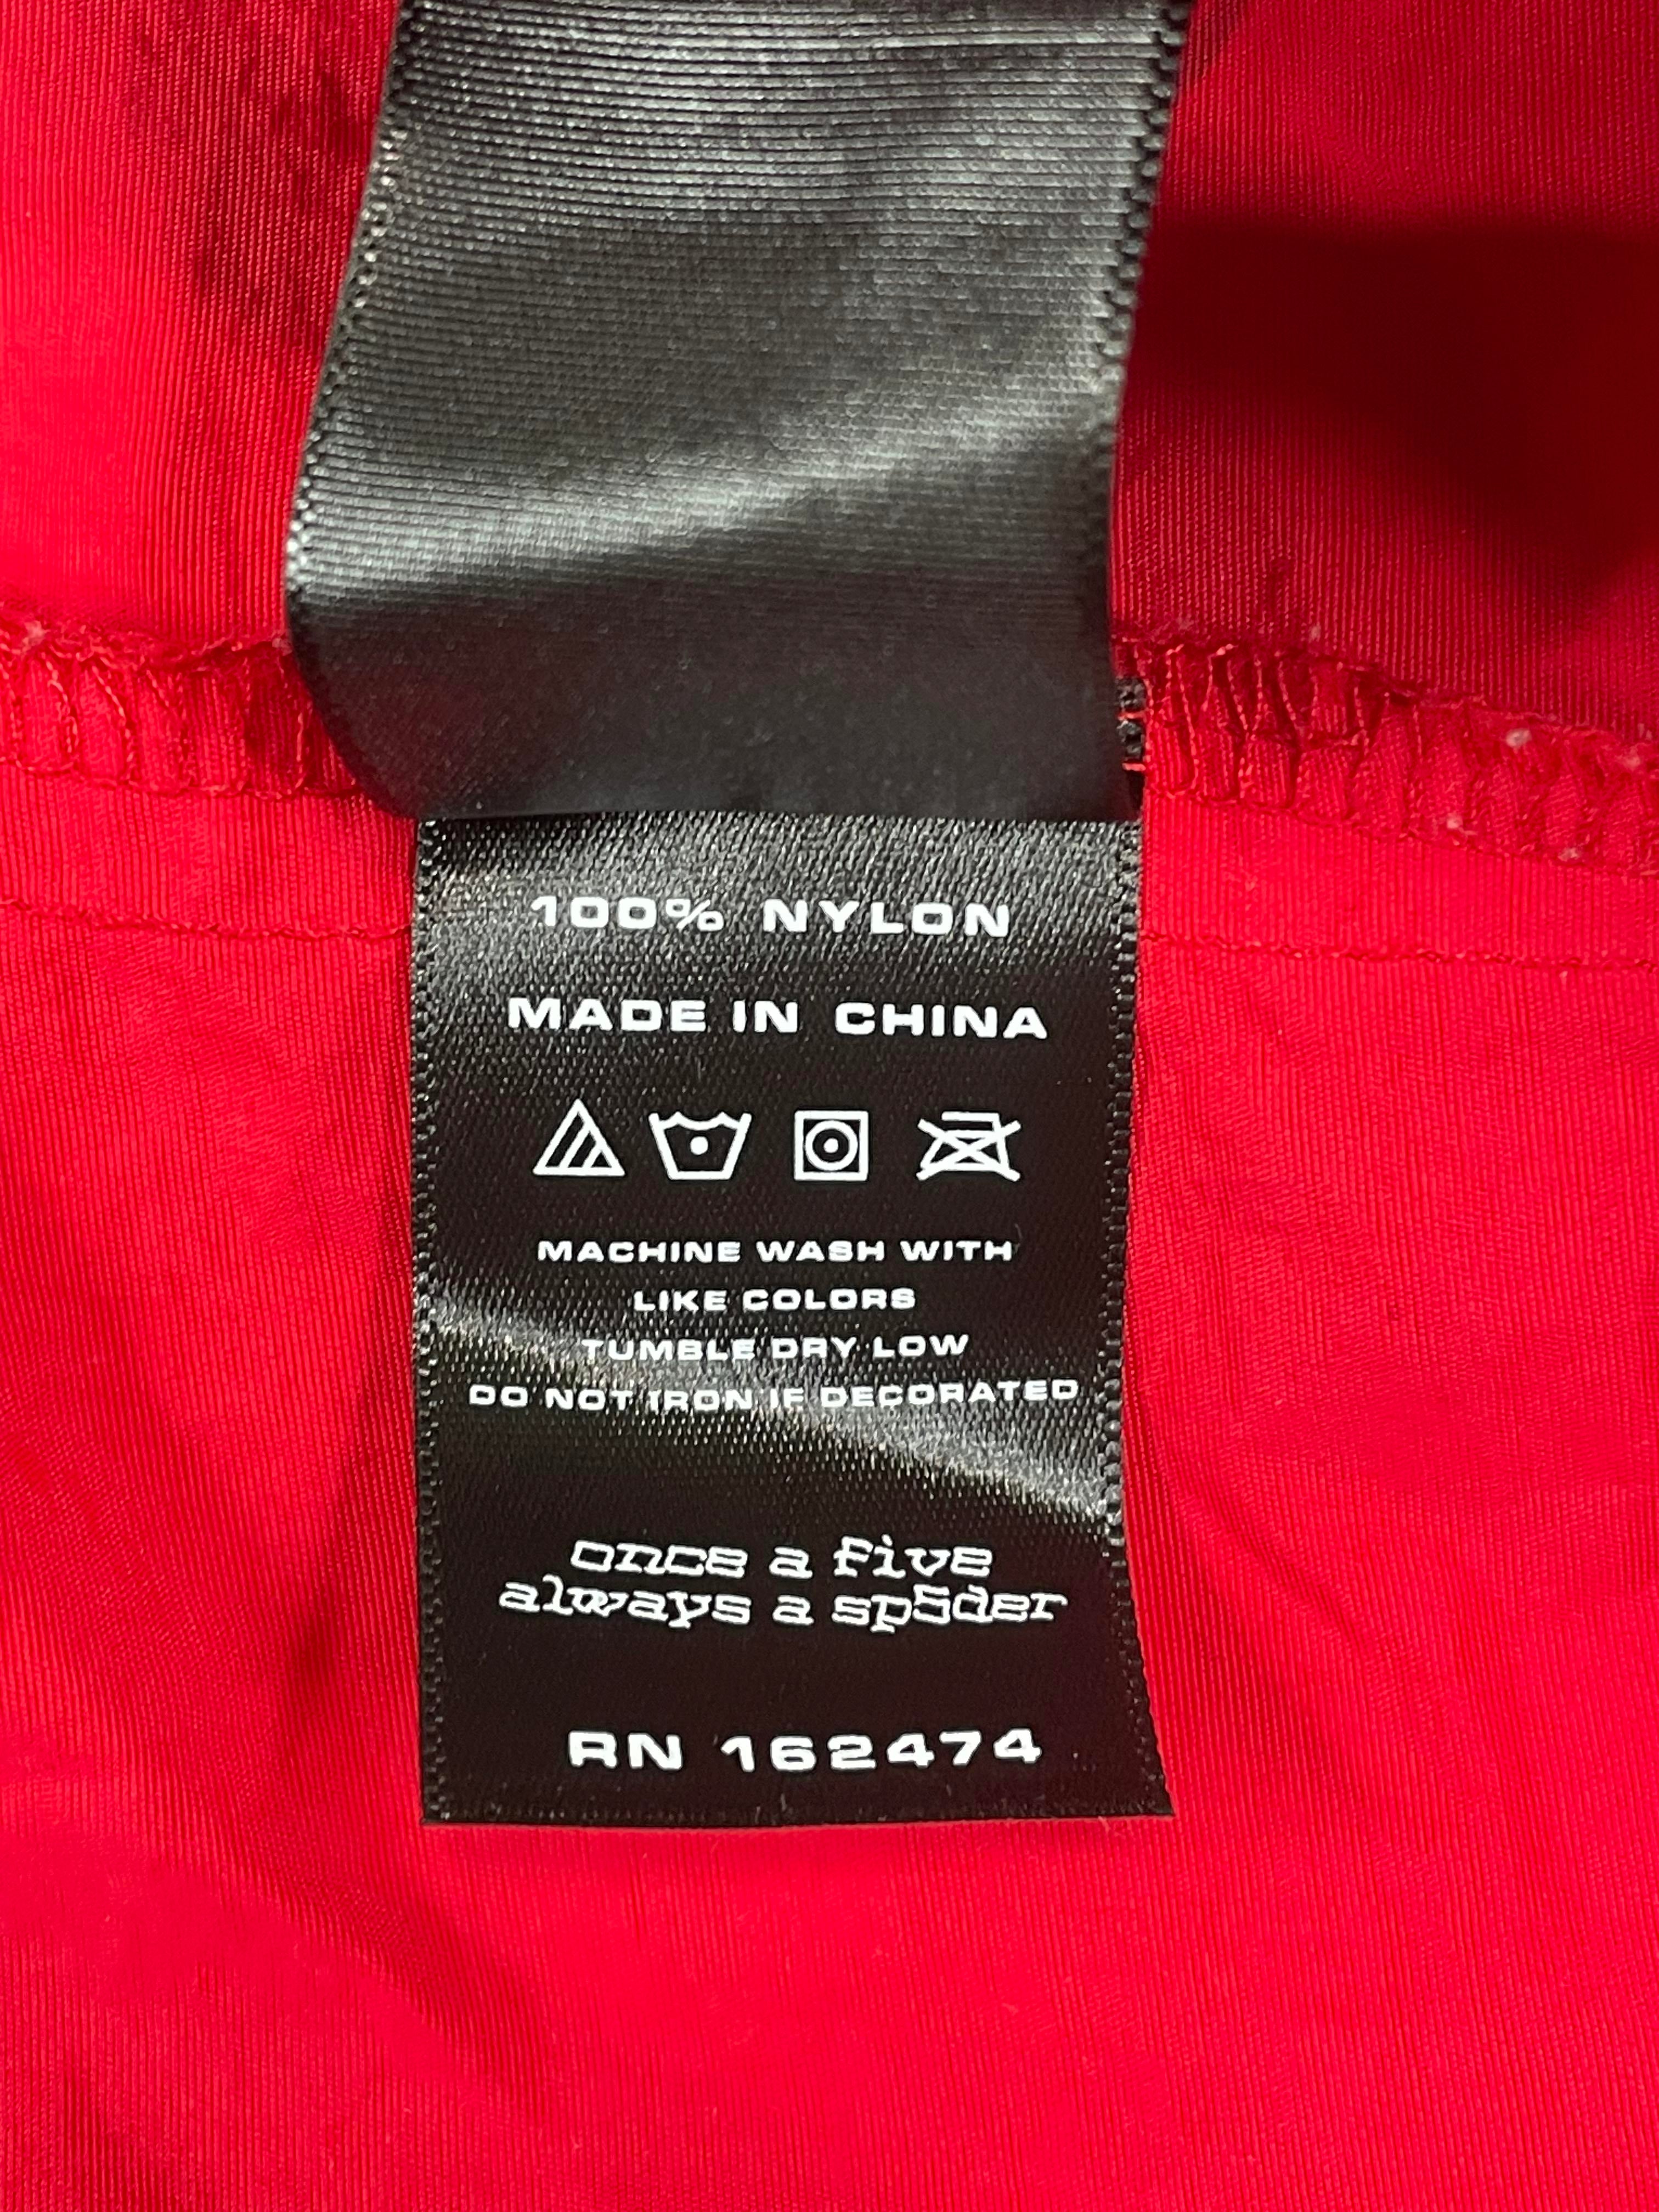 100% NYLON
MADE IN CHINA
MACHINE WASH WITH
LIKE COLORS
TUMBLE DRY LOW
DO NOT IRON IF DECORATED
once a five
always a sp5der
RN 162474